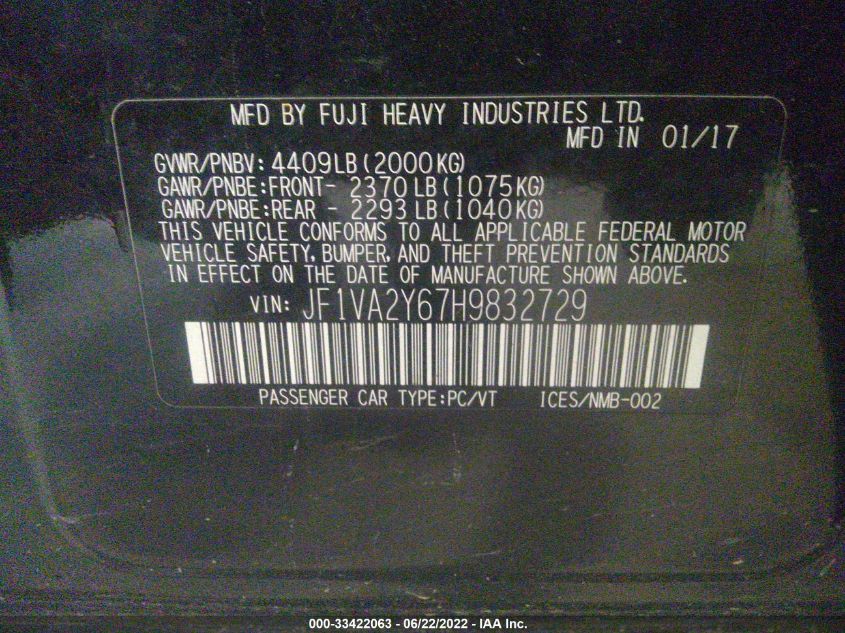 MFD BY FUJI HEAVY INDUSTRIES LTD.
MFD IN 01/17
GVWR/PNBV: 4409LB (2000KG)
GAWR/PNBE:FRONT- 2370 LB (1075KG)
GAWR/PNBE:REAR - 2293 LB (1040KG)
THIS VEHICLE CONFORMS TO ALL APPLICABLE FEDERAL MOTOR
VEHICLE SAFETY, BUMPER, AND THEFT PREVENTION STANDARDS
IN EFFECT ON THE DATE OF MANUFACTURE SHOWN ABOVE.
VIN: JF1VA2Y67H9832729
PASSENGER CAR TYPE:PC/VT ICES/NMB-002
000-33422063 - 06/22/2022 - IAA Inc.